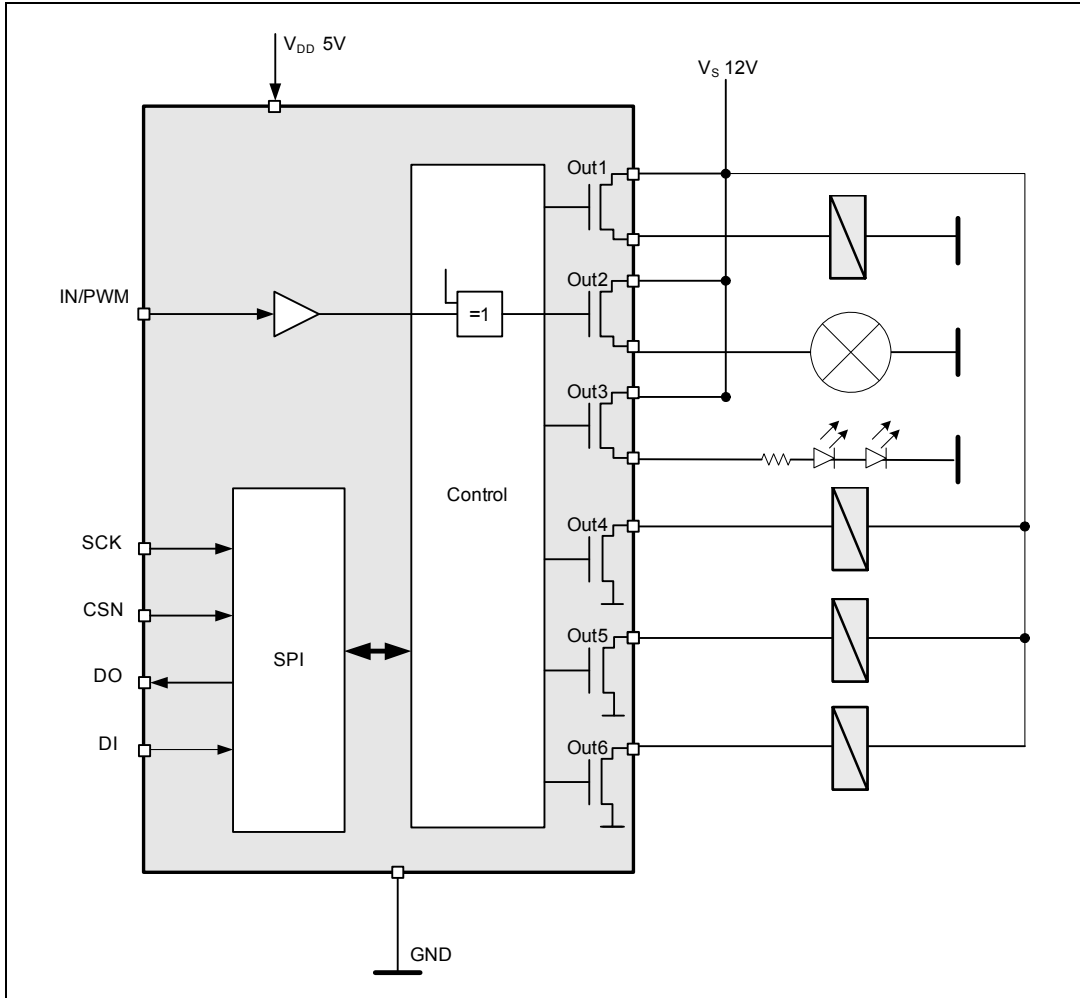 V_DD 5V
V_S 12V
Out1
Out2
IN/PWM
=1
Out3
Control
Out4
SCK
CSN
Out5
SPI
DO
DI
Out6
GND